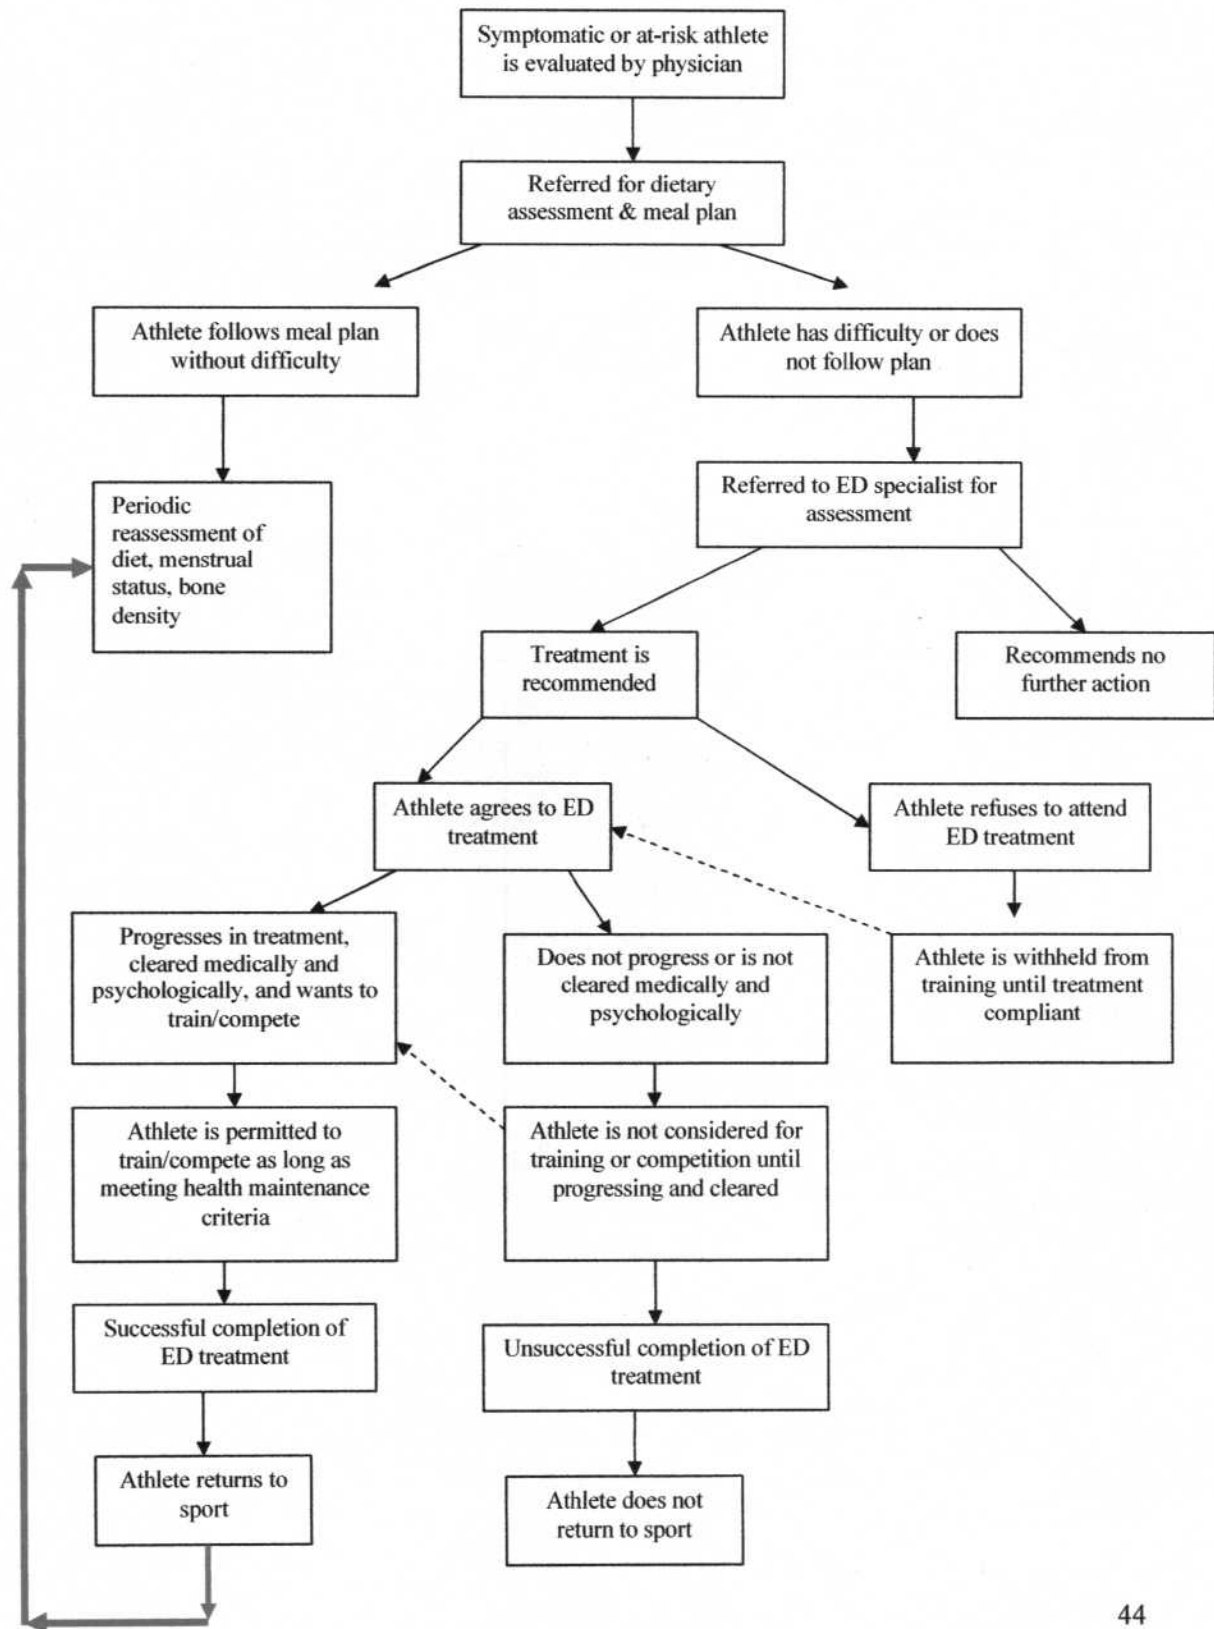 Symptomatic or at-risk athlete
is evaluated by physician
Referred for dietary
assessment & meal plan
Athlete follows meal plan
without difficulty
Athlete has difficulty or does
not follow plan
Periodic
reassessment of
diet, menstrual
status, bone
density
Referred to ED specialist for
assessment
Treatment is
recommended
Recommends no
further action
Athlete agrees to ED
treatment
Athlete refuses to attend
ED treatment
Progresses in treatment,
cleared medically and
psychologically, and wants to
train/compete
Does not progress or is not
cleared medically and
psychologically
Athlete is withheld from
training until treatment
compliant
Athlete is permitted to
train/compete as long as
meeting health maintenance
criteria
Athlete is not considered for
training or competition until
progressing and cleared
Successful completion of
ED treatment
Unsuccessful completion of ED
treatment
Athlete returns to
sport
Athlete does not
return to sport
44